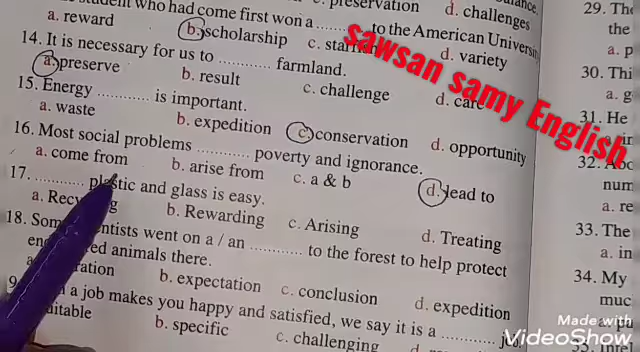 student who had come first won a ............ to the American University
a. reward b. scholarship c. d. variety
preservation d. challenges
14. It is necessary for us to ............ farmland.
a. preserve b. result c. challenge d. care
15. Energy ............ is important.
a. waste b. expedition c. conservation d. opportunity
16. Most social problems ............ poverty and ignorance.
a. come from b. arise from c. a & b d. lead to
17. ............ plastic and glass is easy.
a. b. Rewarding c. Arising d. Treating
18. went on a / an ............ to the forest to help protect
animals there.
b. expectation c. conclusion d. expedition
a job makes you happy and satisfied, we say it is a ............ job.
b. specific c. challenging
29. The
the
a. p
30. Thi
a. g
31. He
32.
num
a. re
33. The
a. in
34. My
muc
sawsan samy English
Made with
VideoShow